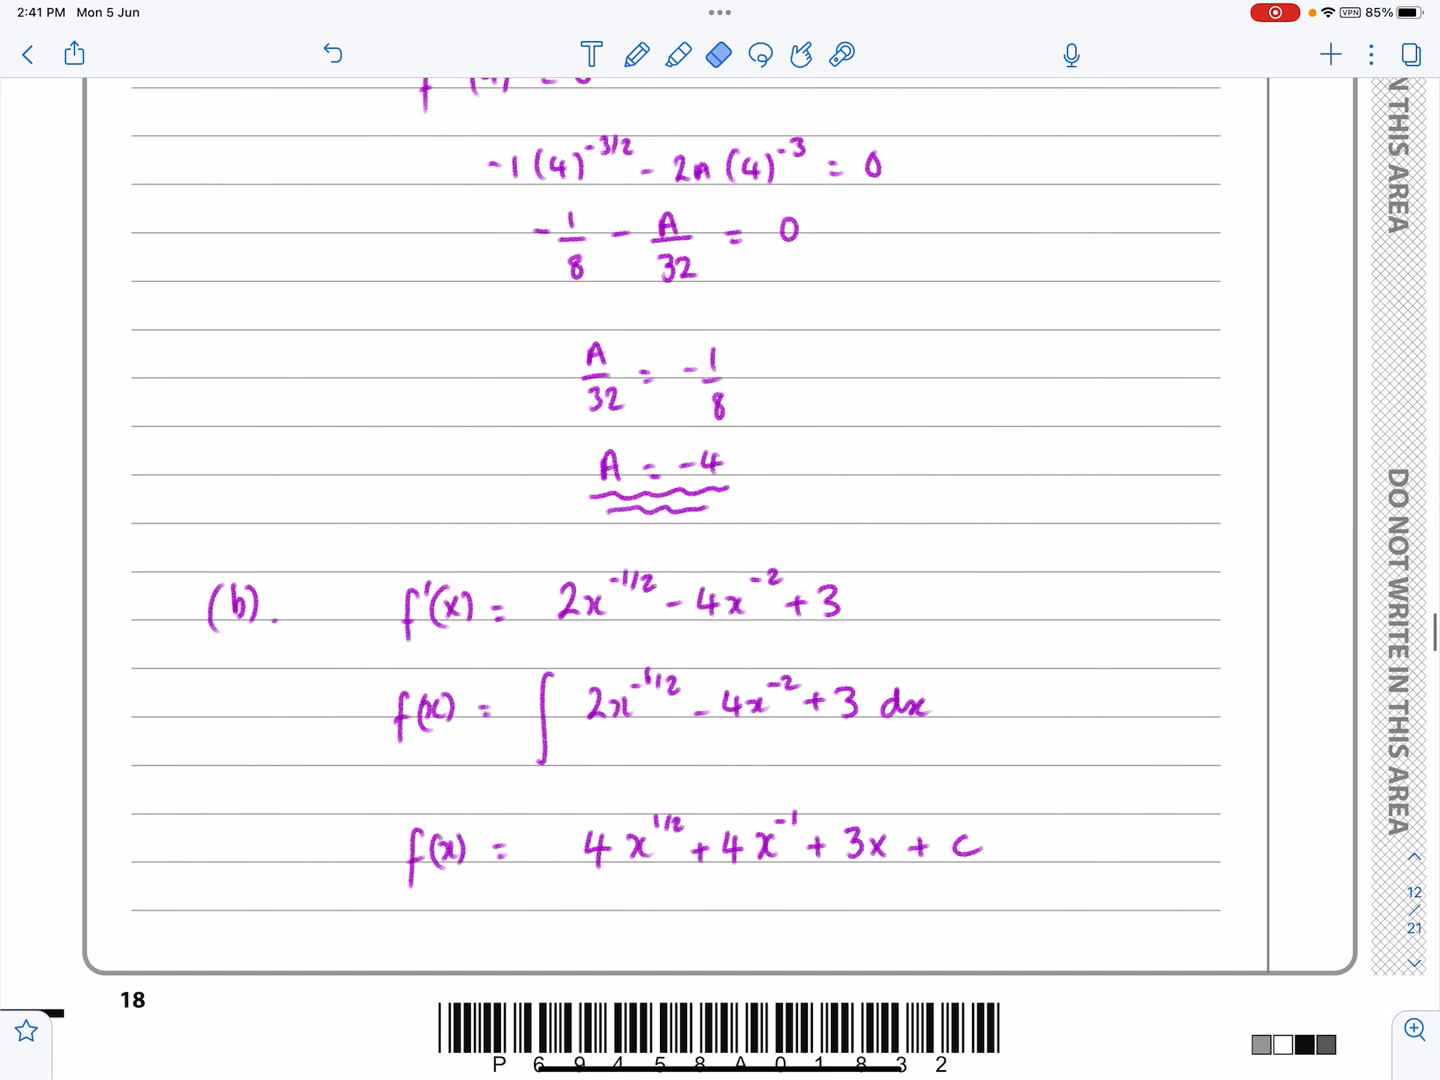 2:41 PM Mon 5 Jun
VPN 85%
-1(4)^{-3/2} - 2A(4)^{-3} = 0
-1/8 - A/32 = 0
A/32 = -1/8
A = -4
(b). f'(x) = 2x^{-1/2} - 4x^{-2} + 3
f(x) = ∫ 2x^{-1/2} - 4x^{-2} + 3 dx
f(x) = 4x^{1/2} + 4x^{-1} + 3x + c
N THIS AREA
DO NOT WRITE IN THIS AREA
12
/
21
18
P 6 9 4 5 8 A 0 1 8 3 2